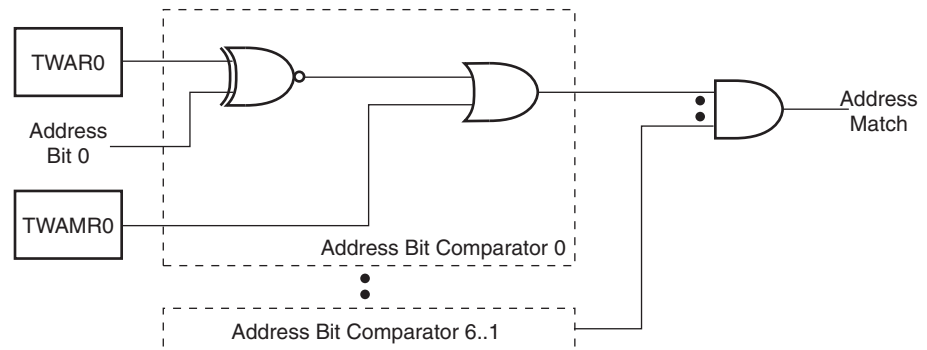 TWAR0
Address
Bit 0
TWAMR0
Address Bit Comparator 0
Address Bit Comparator 6..1
Address
Match